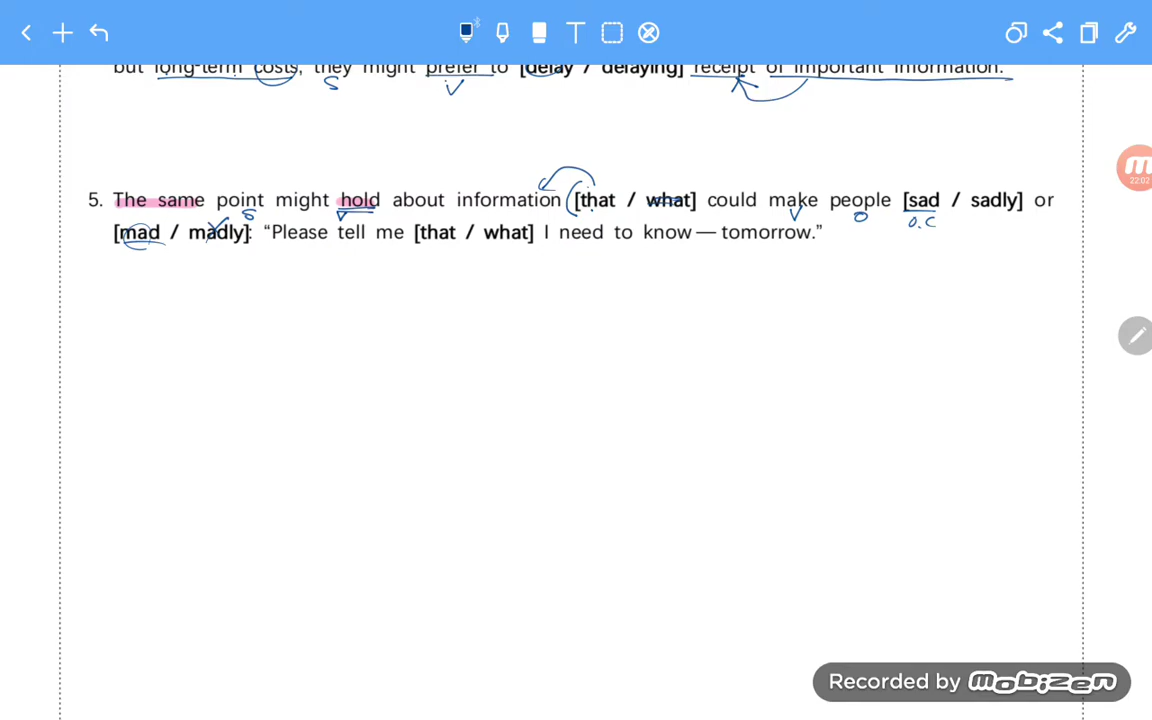 but long-term costs, they might prefer to [delay / delaying] receipt of important information.
S
V
5. The same point might hold about information [that / what] could make people [sad / sadly] or
S
V
V
O
O.C
[mad / madly]: “Please tell me [that / what] I need to know — tomorrow.”
22:02
Recorded by mobizen